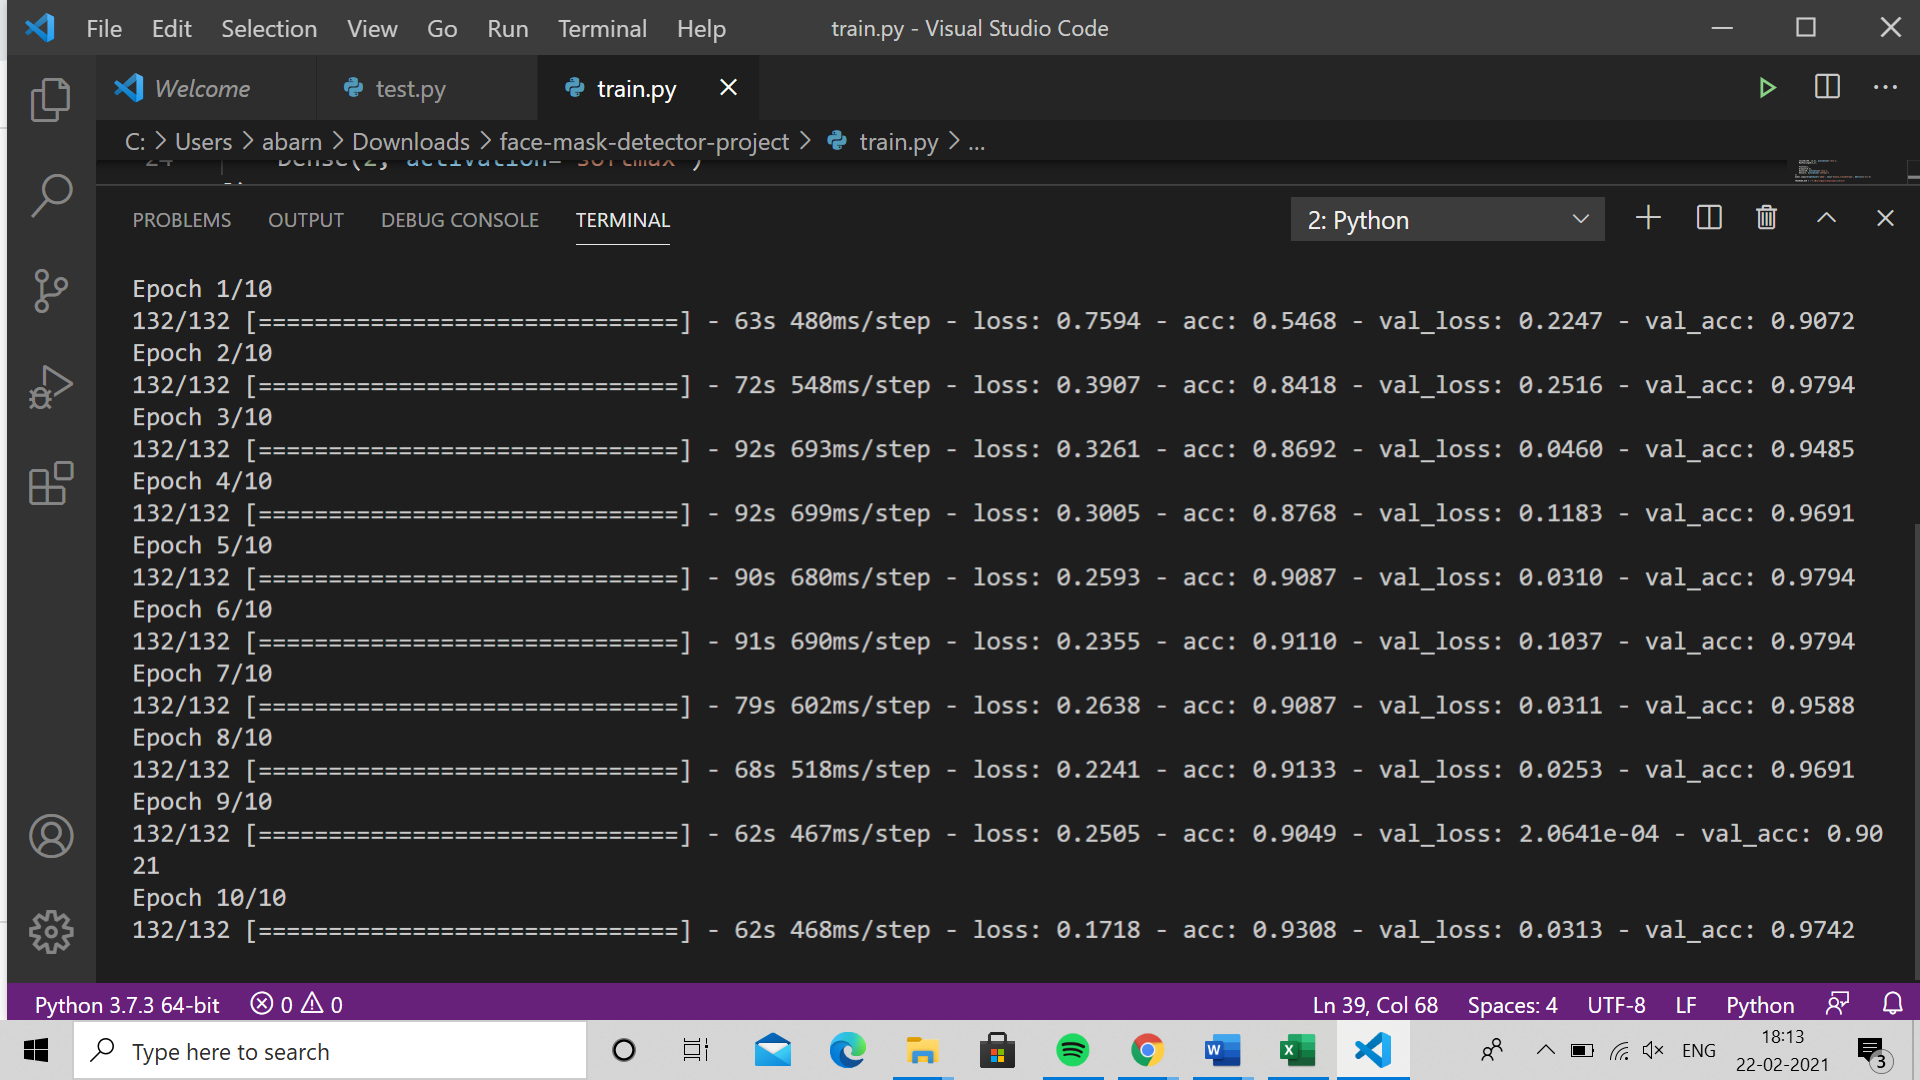 File Edit Selection View Go Run Terminal Help train.py - Visual Studio Code
Welcome test.py train.py
C: > Users > abarn > Downloads > face-mask-detector-project > train.py > ...
24 Dense(2, activation='softmax')
PROBLEMS OUTPUT DEBUG CONSOLE TERMINAL 2: Python
Epoch 1/10
132/132 [==============================] - 63s 480ms/step - loss: 0.7594 - acc: 0.5468 - val_loss: 0.2247 - val_acc: 0.9072
Epoch 2/10
132/132 [==============================] - 72s 548ms/step - loss: 0.3907 - acc: 0.8418 - val_loss: 0.2516 - val_acc: 0.9794
Epoch 3/10
132/132 [==============================] - 92s 693ms/step - loss: 0.3261 - acc: 0.8692 - val_loss: 0.0460 - val_acc: 0.9485
Epoch 4/10
132/132 [==============================] - 92s 699ms/step - loss: 0.3005 - acc: 0.8768 - val_loss: 0.1183 - val_acc: 0.9691
Epoch 5/10
132/132 [==============================] - 90s 680ms/step - loss: 0.2593 - acc: 0.9087 - val_loss: 0.0310 - val_acc: 0.9794
Epoch 6/10
132/132 [==============================] - 91s 690ms/step - loss: 0.2355 - acc: 0.9110 - val_loss: 0.1037 - val_acc: 0.9794
Epoch 7/10
132/132 [==============================] - 79s 602ms/step - loss: 0.2638 - acc: 0.9087 - val_loss: 0.0311 - val_acc: 0.9588
Epoch 8/10
132/132 [==============================] - 68s 518ms/step - loss: 0.2241 - acc: 0.9133 - val_loss: 0.0253 - val_acc: 0.9691
Epoch 9/10
132/132 [==============================] - 62s 467ms/step - loss: 0.2505 - acc: 0.9049 - val_loss: 2.0641e-04 - val_acc: 0.90
21
Epoch 10/10
132/132 [==============================] - 62s 468ms/step - loss: 0.1718 - acc: 0.9308 - val_loss: 0.0313 - val_acc: 0.9742
Python 3.7.3 64-bit 0 0 Ln 39, Col 68 Spaces: 4 UTF-8 LF Python
Type here to search ENG 18:13
22-02-2021 3